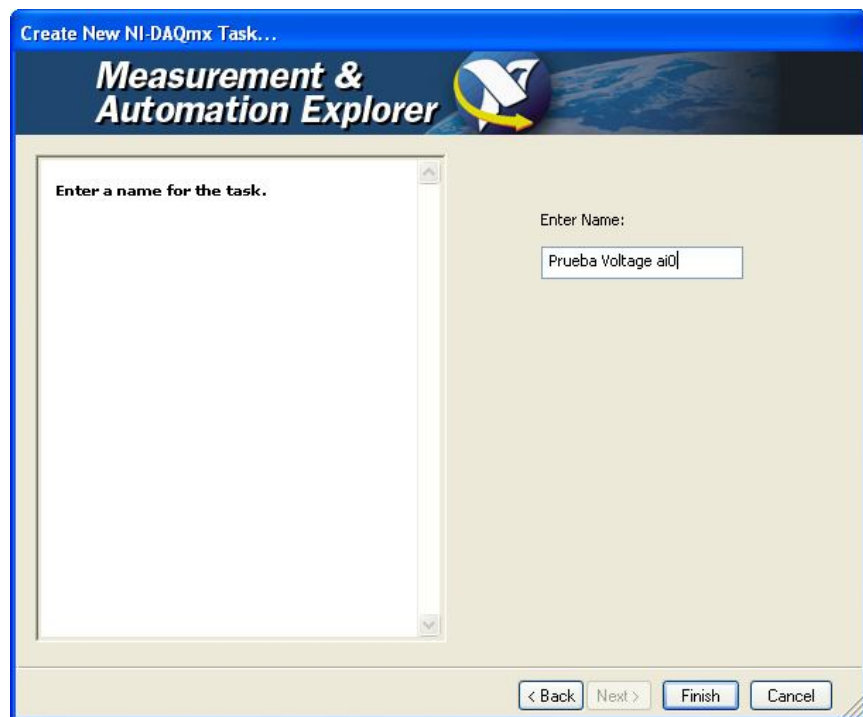 Create New NI-DAQmx Task...
Measurement &
Automation Explorer
Enter a name for the task.
Enter Name:
Prueba Voltage ai0
< Back
Next >
Finish
Cancel